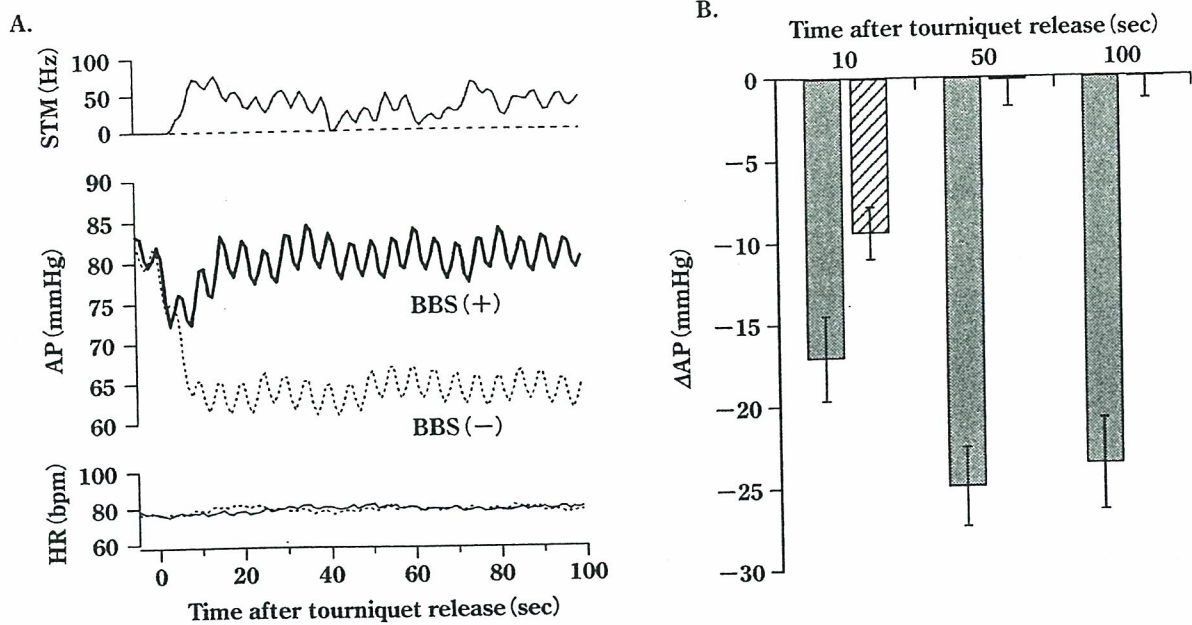 A.
STM (Hz)
100
50
0
AP (mmHg)
90
85
80
75
70
65
60
BBS (+)
BBS (−)
HR (bpm)
100
80
60
0 20 40 60 80 100
Time after tourniquet release (sec)
B.
Time after tourniquet release (sec)
10 50 100
ΔAP (mmHg)
0
−5
−10
−15
−20
−25
−30